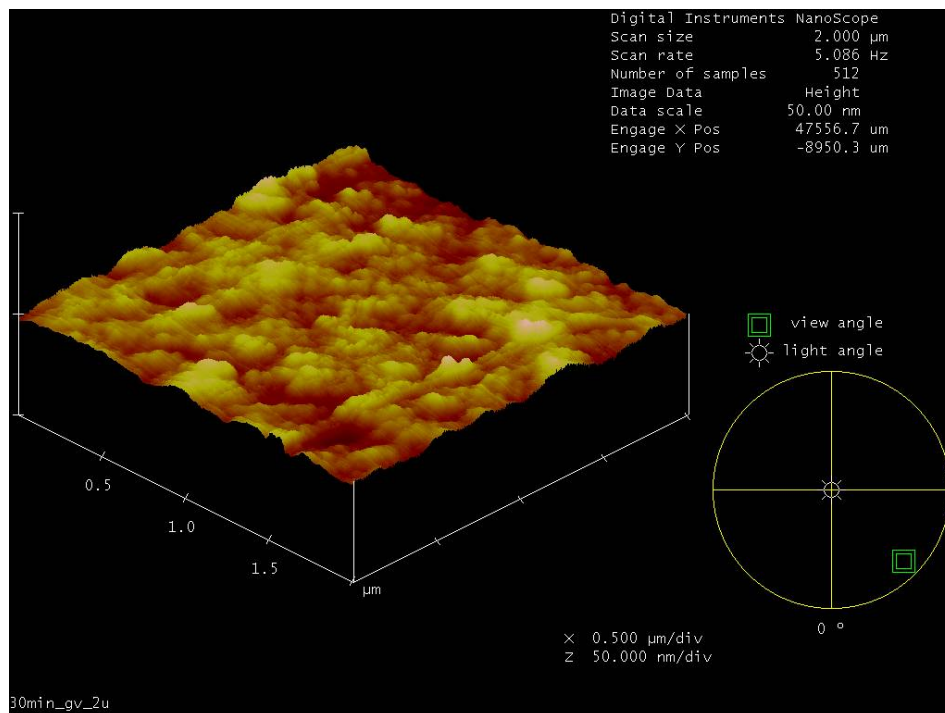 Digital Instruments NanoScope
Scan size 2.000 µm
Scan rate 5.086 Hz
Number of samples 512
Image Data Height
Data scale 50.00 nm
Engage X Pos 47556.7 um
Engage Y Pos -8950.3 um
view angle
light angle
0.5
1.0
1.5
µm
0 °
X 0.500 µm/div
Z 50.000 nm/div
30min_gv_2u